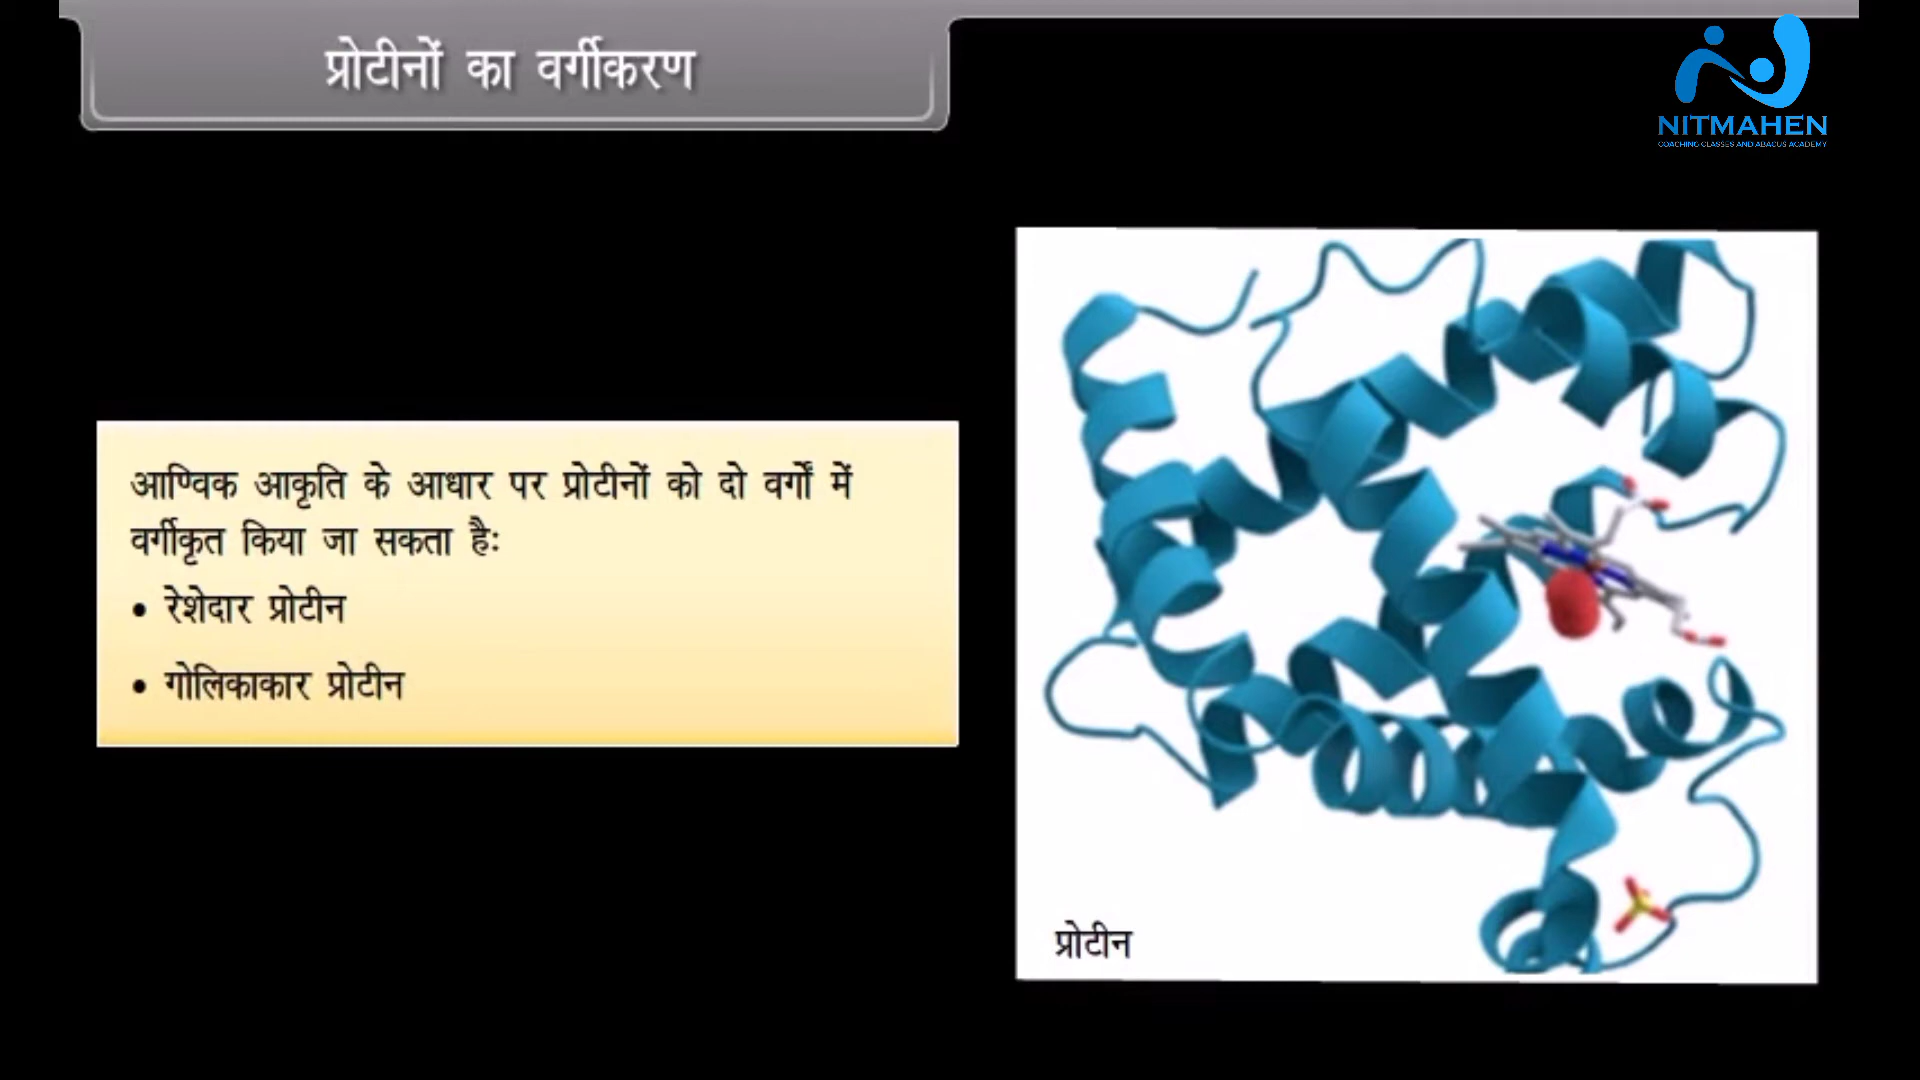 प्रोटीनों का वर्गीकरण
NITMAHEN
COACHING CLASSES AND ABACUS ACADEMY
आण्विक आकृति के आधार पर प्रोटीनों को दो वर्गों में
वर्गीकृत किया जा सकता हैः
• रेशेदार प्रोटीन
• गोलिकाकार प्रोटीन
प्रोटीन